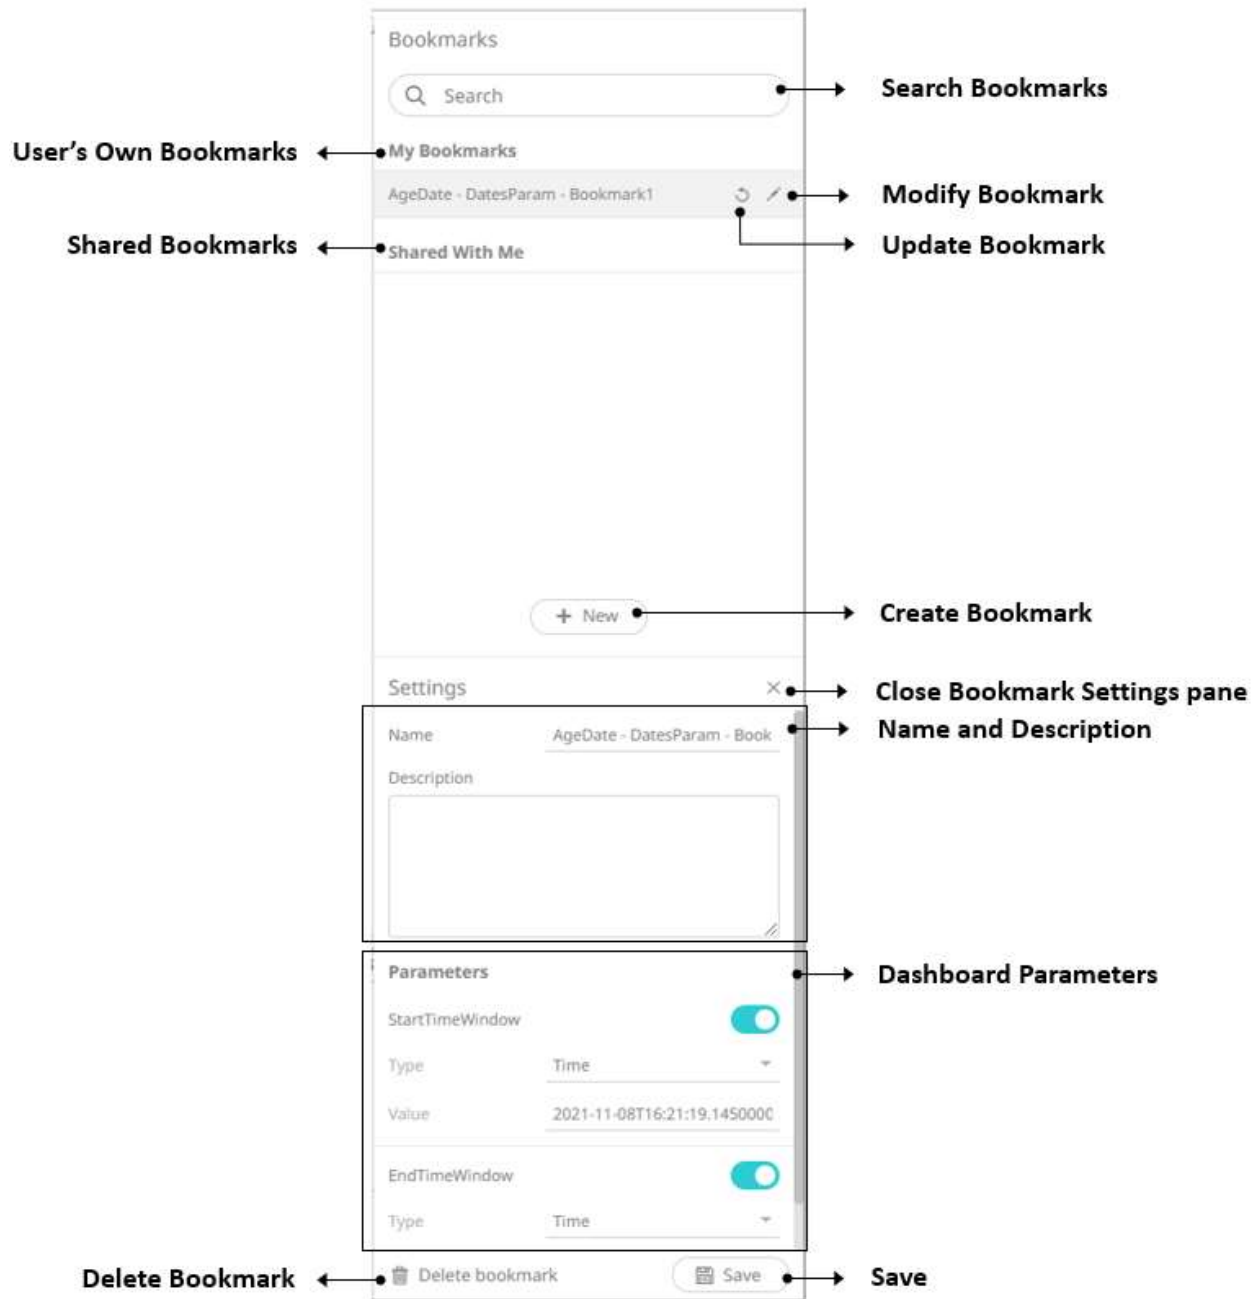 Bookmarks
Search
Search Bookmarks
User's Own Bookmarks
My Bookmarks
AgeDate - DatesParam - Bookmark1
Modify Bookmark
Update Bookmark
Shared Bookmarks
Shared With Me
+ New
Create Bookmark
Settings
Close Bookmark Settings pane
Name
AgeDate - DatesParam - Book
Name and Description
Description
Parameters
Dashboard Parameters
StartTimeWindow
Type
Time
Value
2021-11-08T16:21:19.145000
EndTimeWindow
Type
Time
Delete Bookmark
Delete bookmark
Save
Save